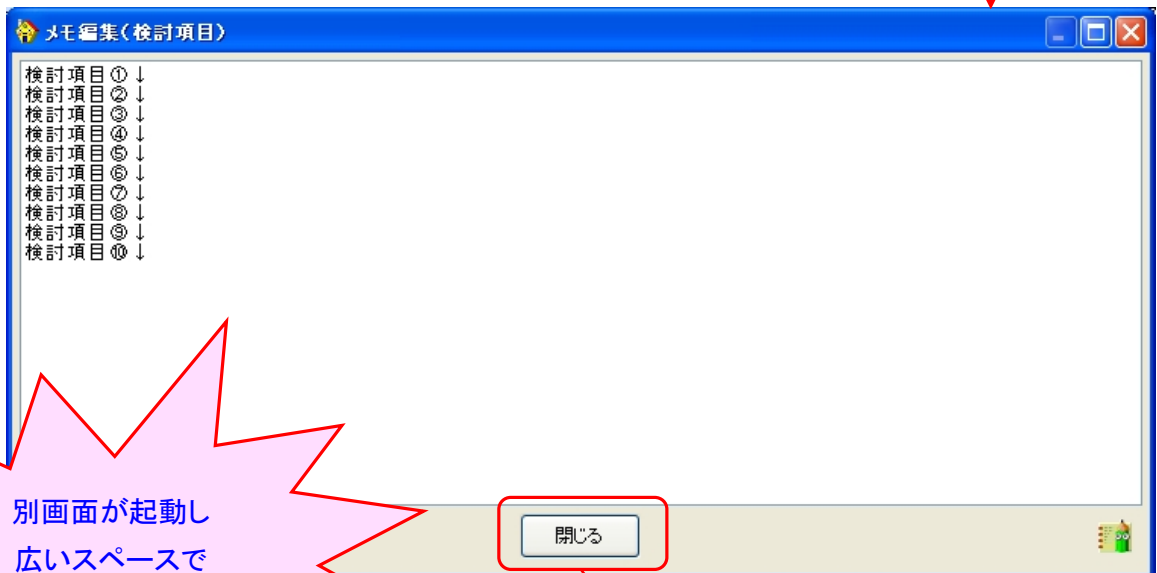 メモ編集(検討項目)
検討項目①↓
検討項目②↓
検討項目③↓
検討項目④↓
検討項目⑤↓
検討項目⑥↓
検討項目⑦↓
検討項目⑧↓
検討項目⑨↓
検討項目⑩↓
別画面が起動し
広いスペースで
閉じる